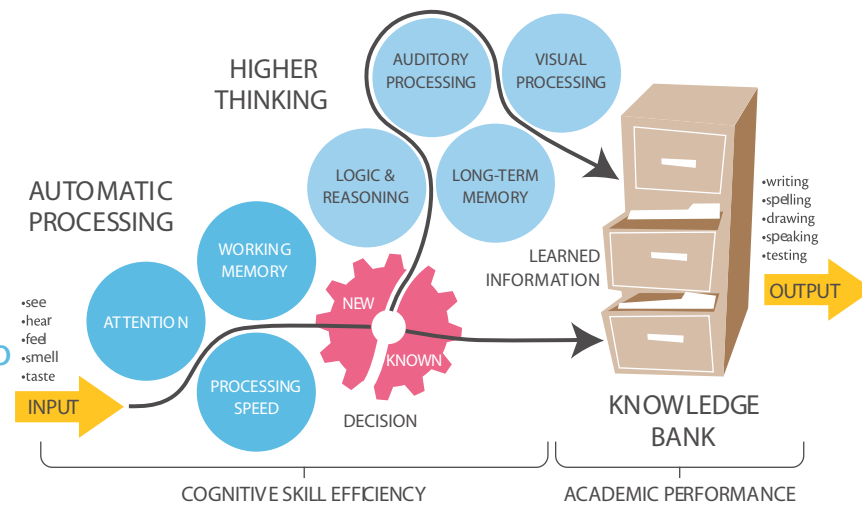 HIGHER
THINKING
AUDITORY
PROCESSING
VISUAL
PROCESSING
LOGIC &
REASONING
LONG-TERM
MEMORY
AUTOMATIC
PROCESSING
WORKING
MEMORY
ATTENTION
PROCESSING
SPEED
•see
•hear
•feel
•smell
•taste
INPUT
NEW
KNOWN
DECISION
LEARNED
INFORMATION
•writing
•spelling
•drawing
•speaking
•testing
OUTPUT
KNOWLEDGE
BANK
COGNITIVE SKILL EFFICIENCY
ACADEMIC PERFORMANCE